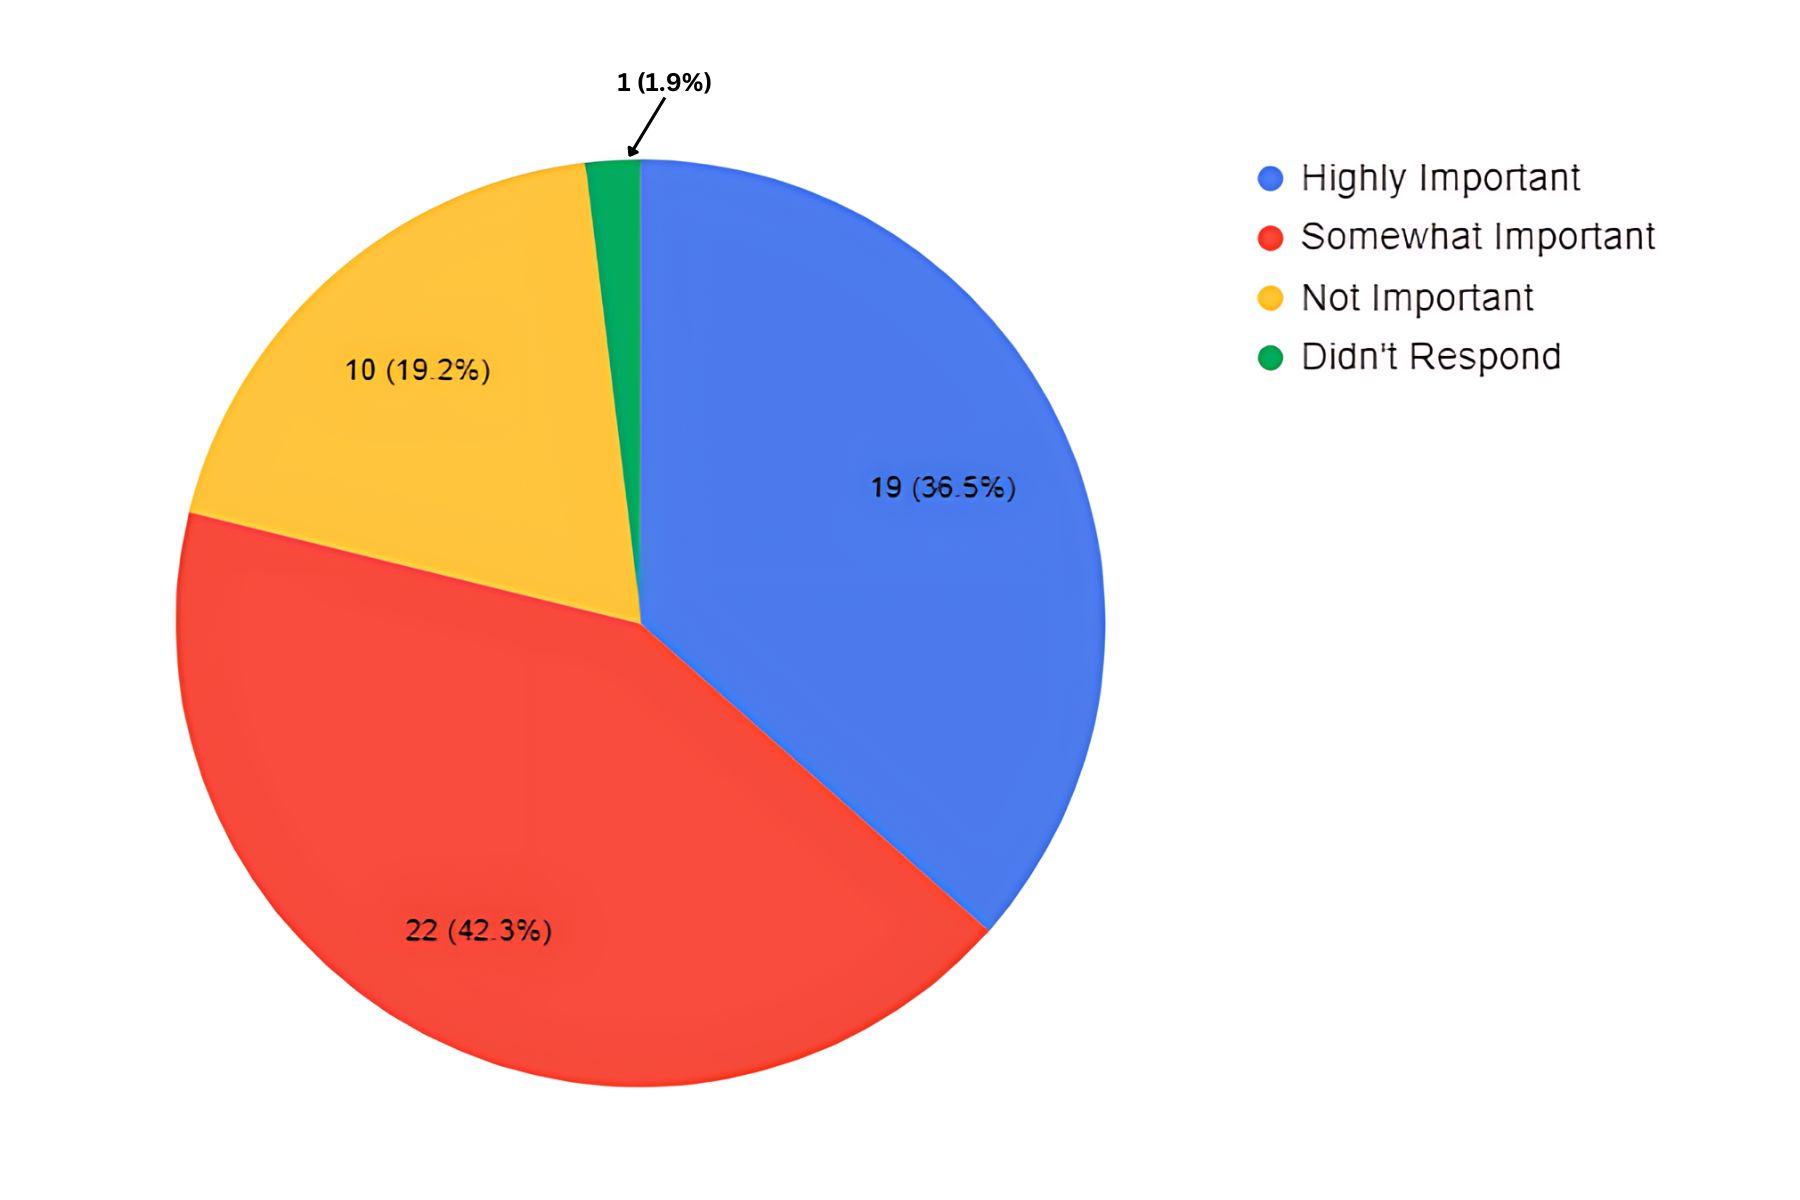 1 (1.9%)
Highly Important
Somewhat Important
Not Important
Didn't Respond
10 (19.2%)
19 (36.5%)
22 (42.3%)